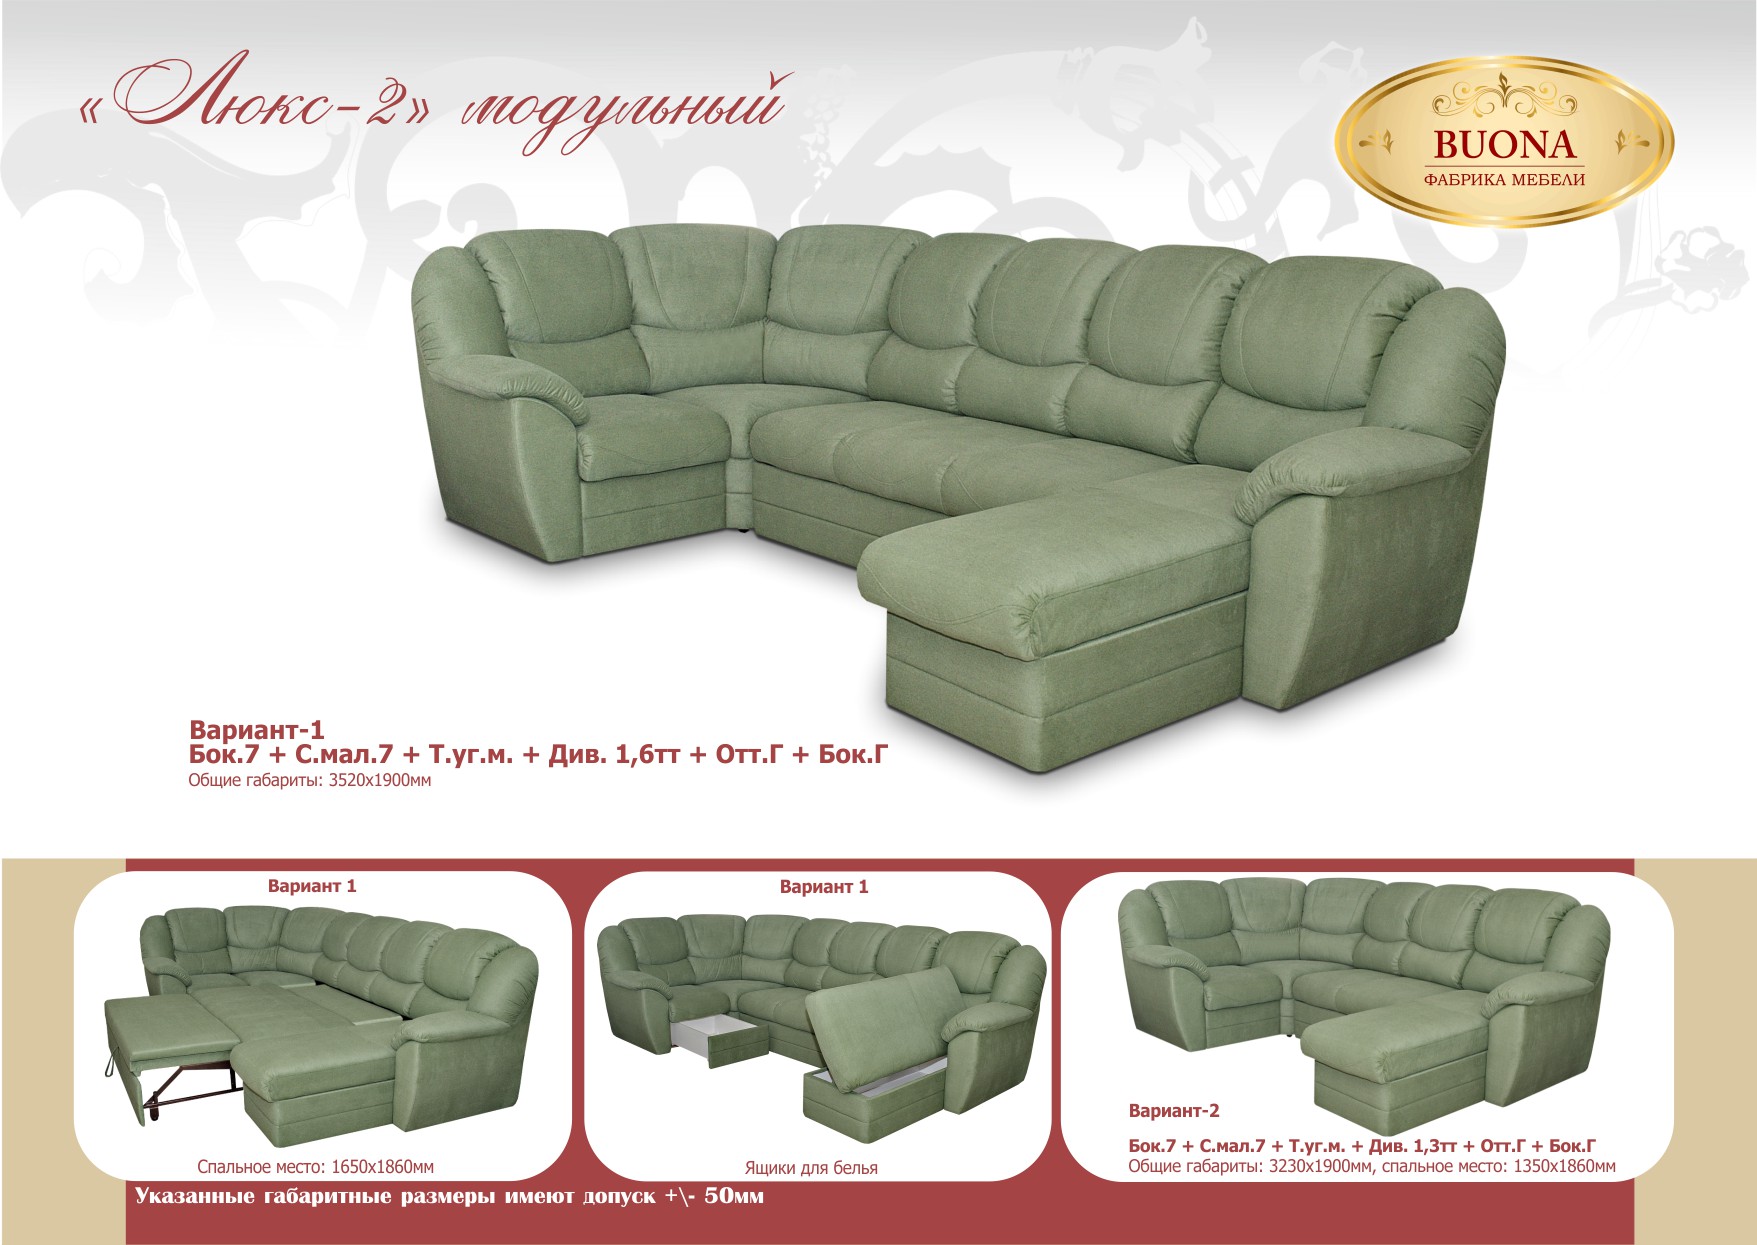 «Люкс-2» модульный
BUONA
ФАБРИКА МЕБЕЛИ
Вариант-1
Бок.7 + С.мал.7 + Т.уг.м. + Див. 1,6тт + Отт.Г + Бок.Г
Общие габариты: 3520х1900мм
Вариант 1
Спальное место: 1650х1860мм
Вариант 1
Ящики для белья
Вариант-2
Бок.7 + С.мал.7 + Т.уг.м. + Див. 1,3тт + Отт.Г + Бок.Г
Общие габариты: 3230х1900мм, спальное место: 1350х1860мм
Указанные габаритные размеры имеют допуск +\- 50мм